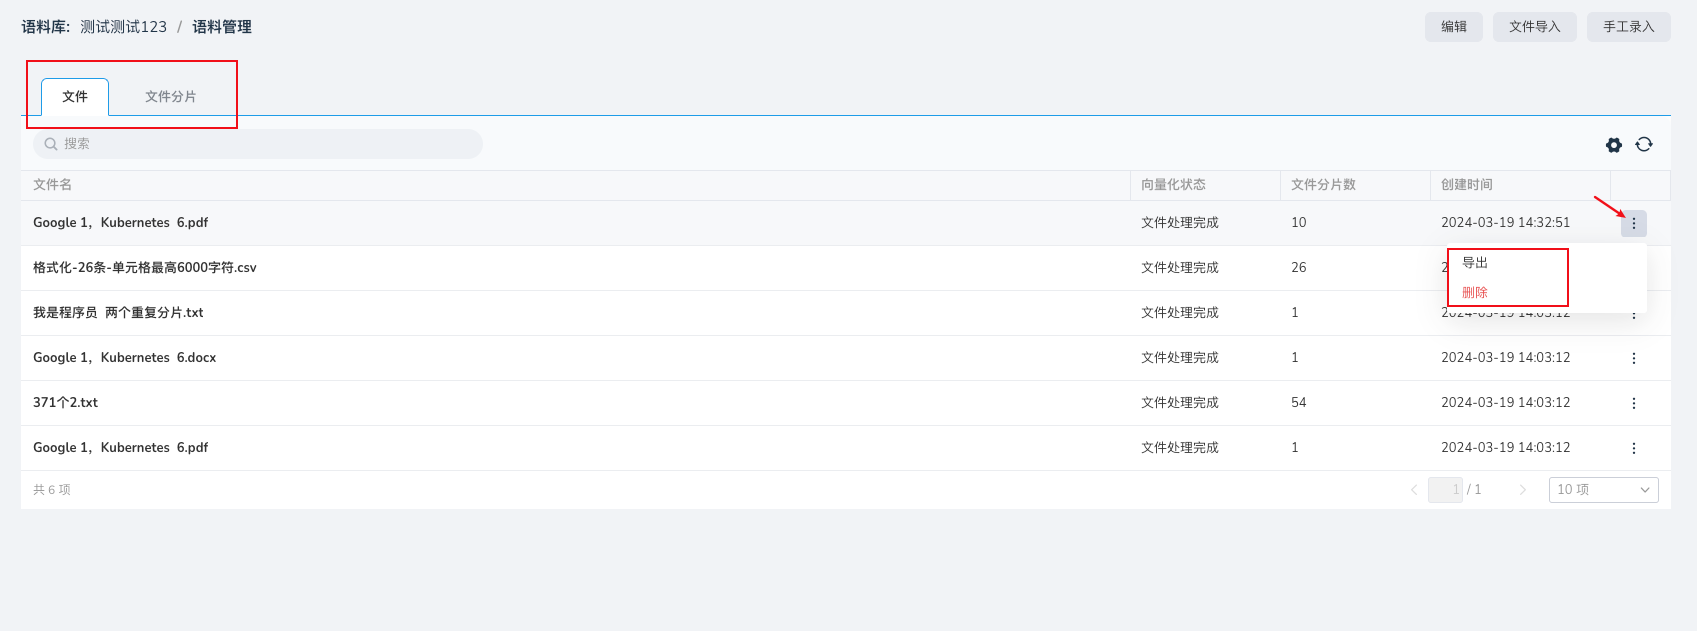 语料库: 测试测试123 / 语料管理
编辑 文件导入 手工录入
文件 文件分片
搜索
文件名 向量化状态 文件分片数 创建时间
Google 1，Kubernetes 6.pdf 文件处理完成 10 2024-03-19 14:32:51
格式化-26条-单元格最高6000字符.csv 文件处理完成 26
导出
删除
我是程序员 两个重复分片.txt 文件处理完成 1 2024-03-19 14:03:12
Google 1，Kubernetes 6.docx 文件处理完成 1 2024-03-19 14:03:12
371个2.txt 文件处理完成 54 2024-03-19 14:03:12
Google 1，Kubernetes 6.pdf 文件处理完成 1 2024-03-19 14:03:12
共 6 项 1 / 1 10 项